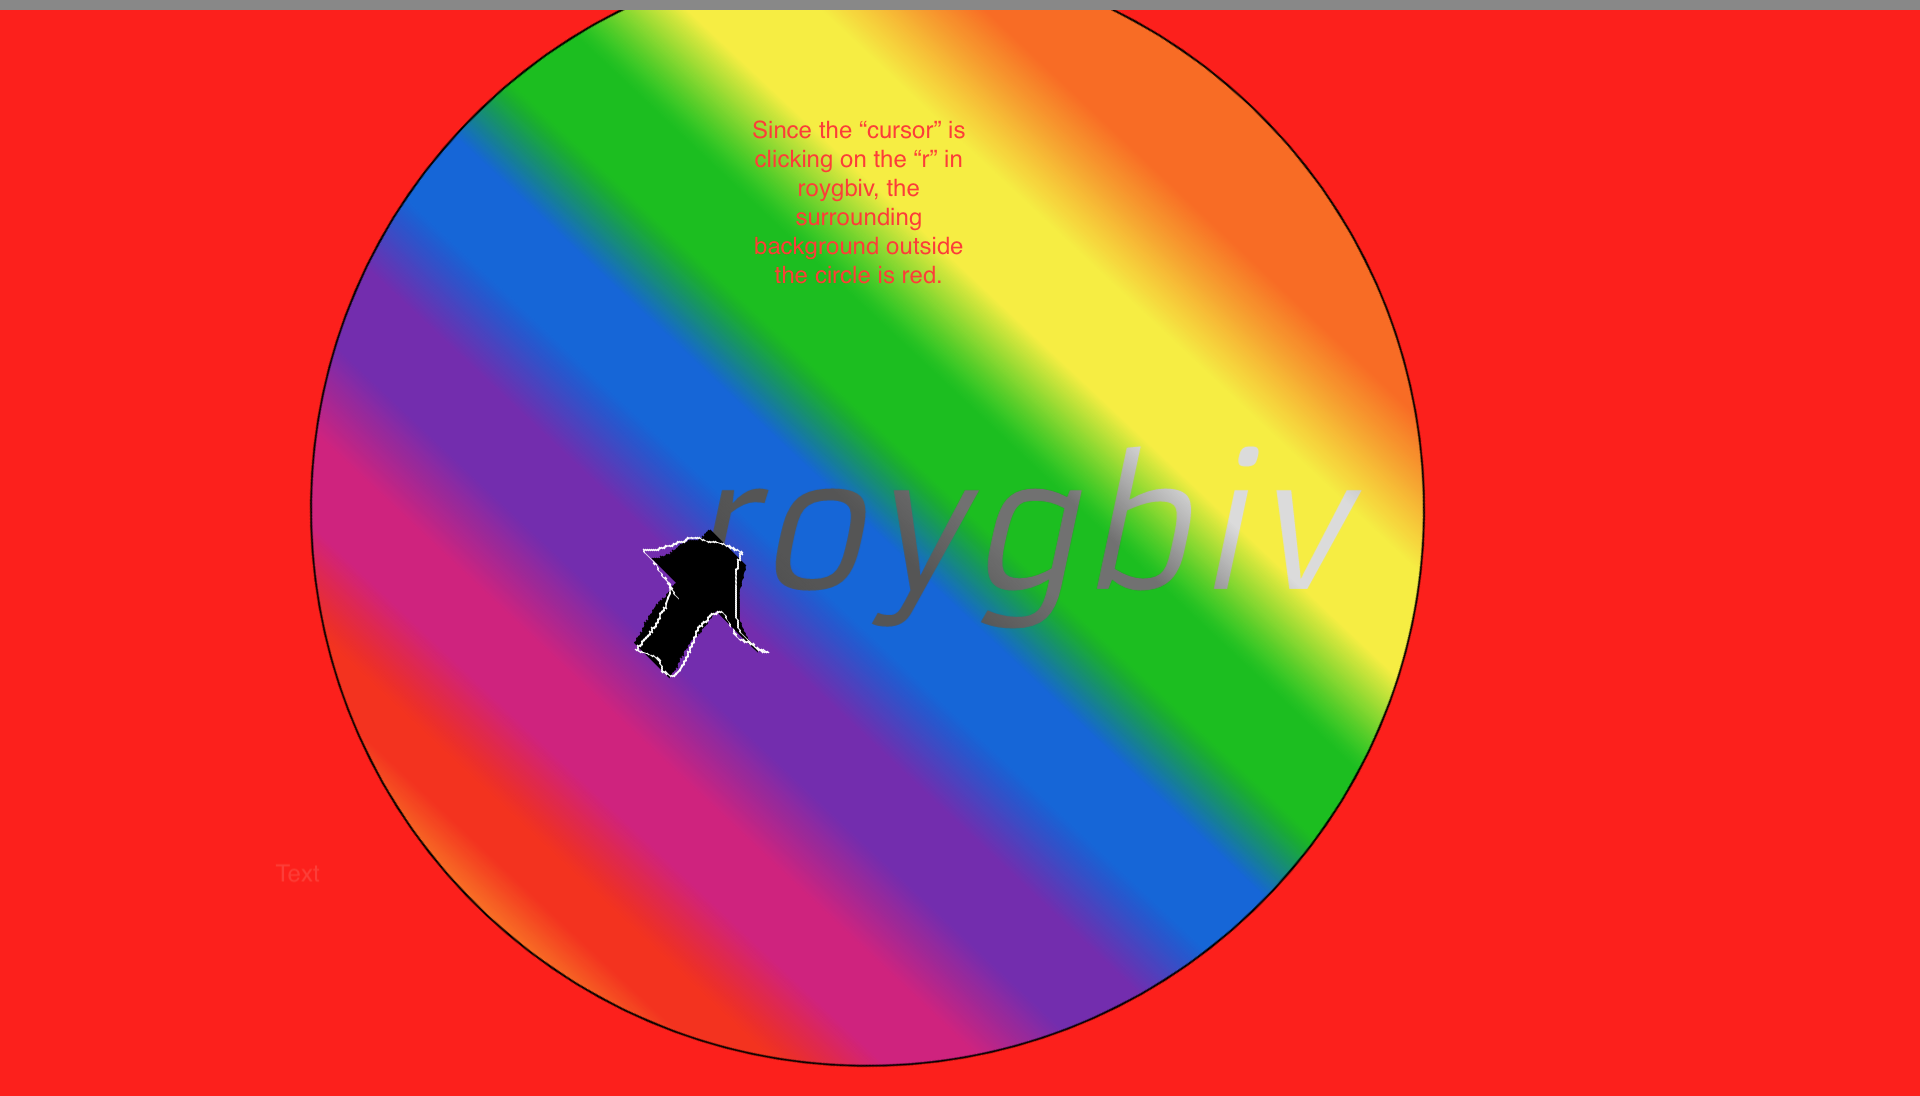 Since the “cursor” is
clicking on the “r” in
roygbiv, the
surrounding
background outside
the circle is red.
roygbiv
Text